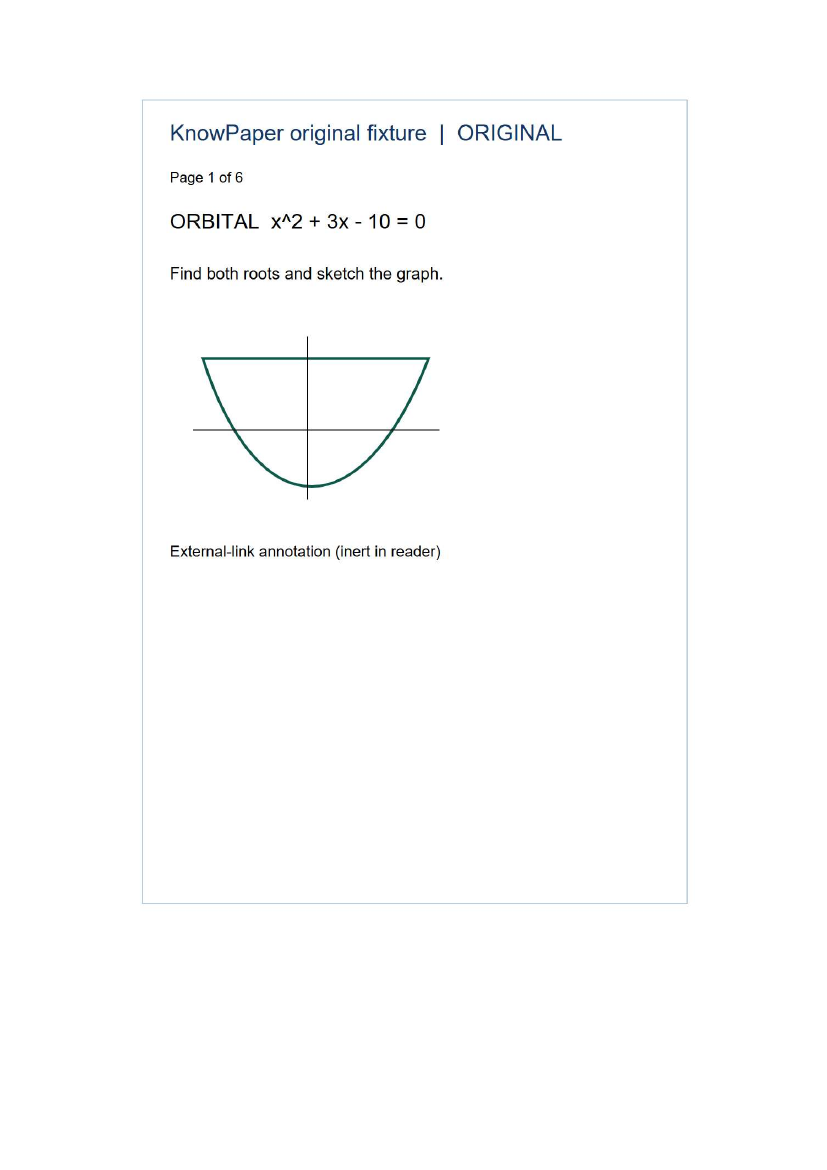 KnowPaper original fixture | ORIGINAL
Page 1 of 6
ORBITAL x^2 + 3x - 10 = 0
Find both roots and sketch the graph.
External-link annotation (inert in reader)